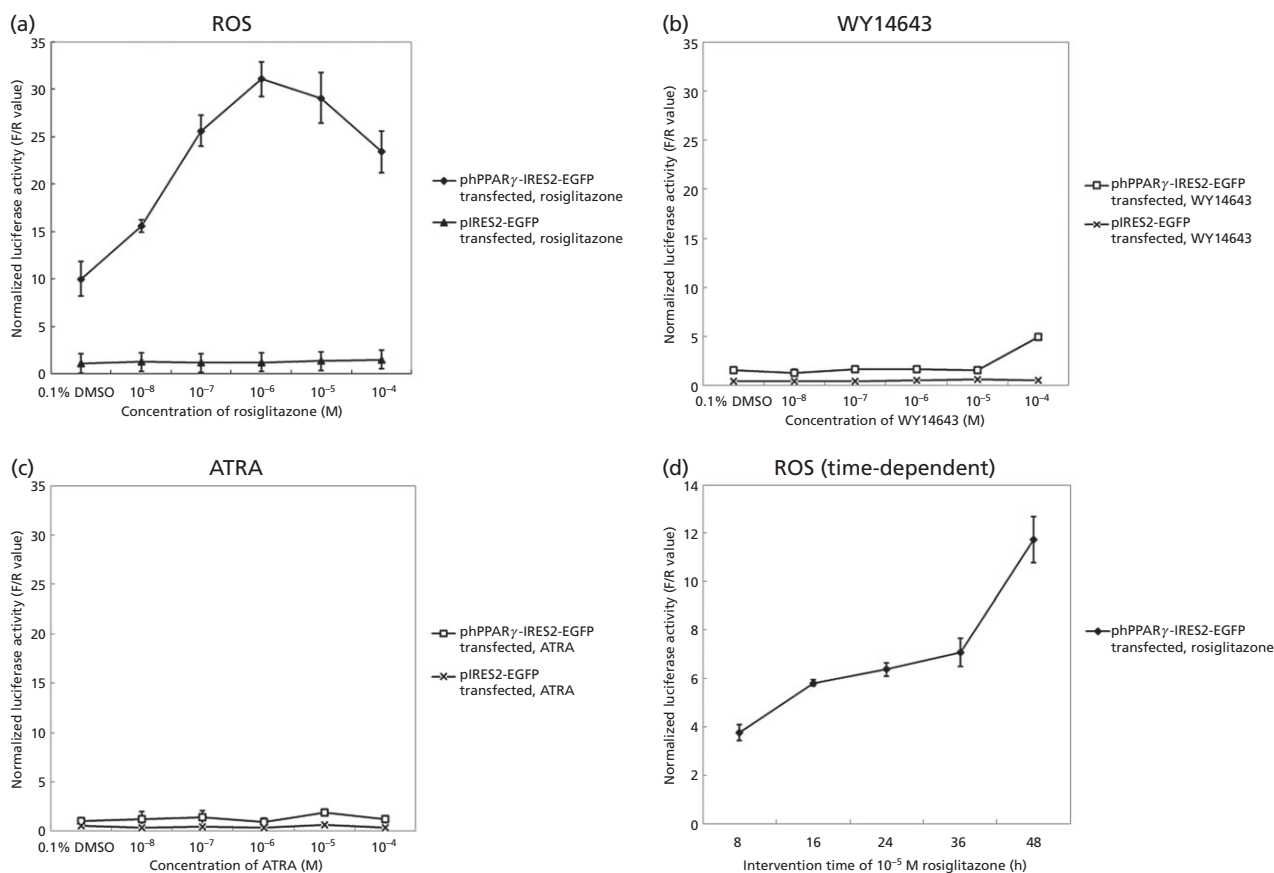 (a)
ROS
Normalized luciferase activity (F/R value)
35
30
25
20
15
10
5
0
0.1% DMSO 10⁻⁸ 10⁻⁷ 10⁻⁶ 10⁻⁵ 10⁻⁴
Concentration of rosiglitazone (M)
phPPARγ-IRES2-EGFP
transfected, rosiglitazone
pIRES2-EGFP
transfected, rosiglitazone
(b)
WY14643
Normalized luciferase activity (F/R value)
35
30
25
20
15
10
5
0
0.1% DMSO 10⁻⁸ 10⁻⁷ 10⁻⁶ 10⁻⁵ 10⁻⁴
Concentration of WY14643 (M)
phPPARγ-IRES2-EGFP
transfected, WY14643
pIRES2-EGFP
transfected, WY14643
(c)
ATRA
Normalized luciferase activity (F/R value)
35
30
25
20
15
10
5
0
0.1% DMSO 10⁻⁸ 10⁻⁷ 10⁻⁶ 10⁻⁵ 10⁻⁴
Concentration of ATRA (M)
phPPARγ-IRES2-EGFP
transfected, ATRA
pIRES2-EGFP
transfected, ATRA
(d)
ROS (time-dependent)
Normalized luciferase activity (F/R value)
14
12
10
8
6
4
2
0
8 16 24 36 48
Intervention time of 10⁻⁵ M rosiglitazone (h)
phPPARγ-IRES2-EGFP
transfected, rosiglitazone